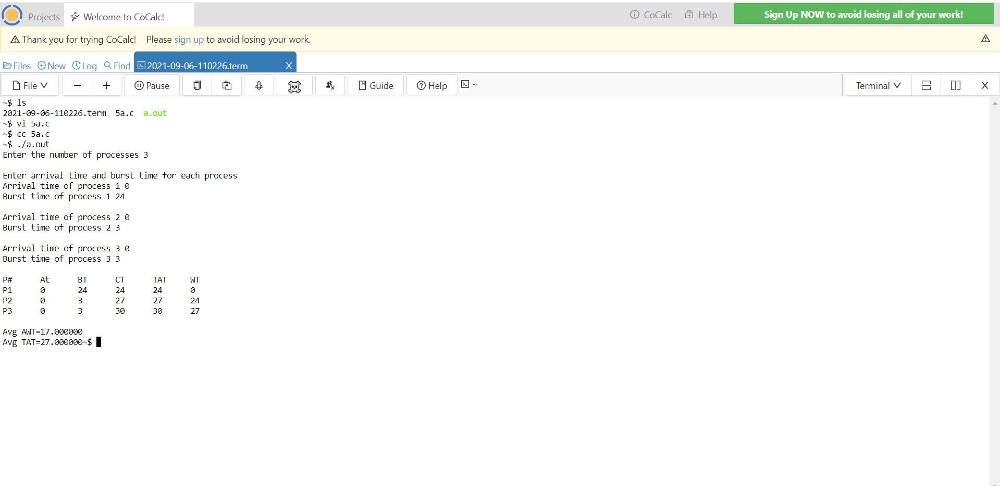 Projects Welcome to CoCalc! CoCalc Help Sign Up NOW to avoid losing all of your work!
Thank you for trying CoCalc! Please sign up to avoid losing your work.
Files New Log Find 2021-09-06-110226.term X
File − + Pause Guide Help ~ Terminal X
~$ ls
2021-09-06-110226.term 5a.c a.out
~$ vi 5a.c
~$ cc 5a.c
~$ ./a.out
Enter the number of processes 3
Enter arrival time and burst time for each process
Arrival time of process 1 0
Burst time of process 1 24
Arrival time of process 2 0
Burst time of process 2 3
Arrival time of process 3 0
Burst time of process 3 3
P# At BT CT TAT WT
P1 0 24 24 24 0
P2 0 3 27 27 24
P3 0 3 30 30 27
Avg AWT=17.000000
Avg TAT=27.000000~$